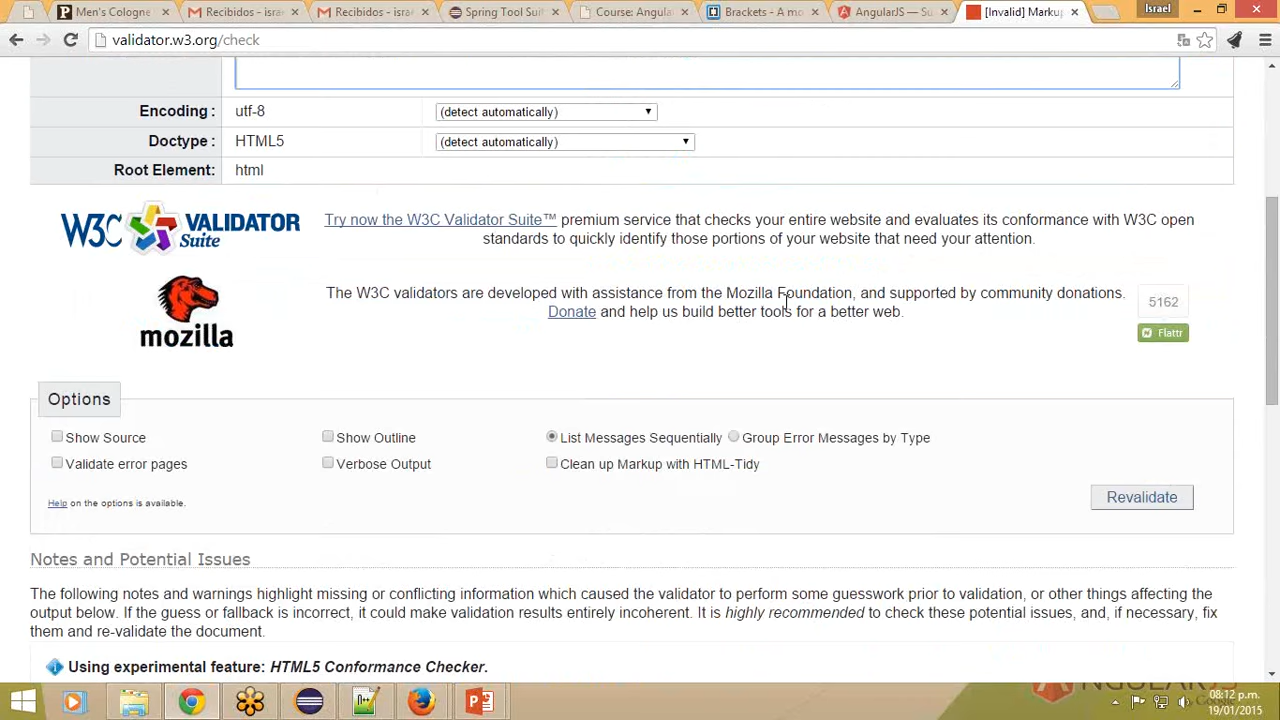 Men's Cologne
Recibidos - isra
Recibidos - isra
Spring Tool Sui
Course: Angula
Brackets - A mo
AngularJS — Su
[Invalid] Marku
Israel
validator.w3.org/check
Encoding : utf-8 (detect automatically)
Doctype : HTML5 (detect automatically)
Root Element: html
W3C VALIDATOR Suite
Try now the W3C Validator Suite™ premium service that checks your entire website and evaluates its conformance with W3C open
standards to quickly identify those portions of your website that need your attention.
mozilla
The W3C validators are developed with assistance from the Mozilla Foundation, and supported by community donations.
Donate and help us build better tools for a better web.
5162
Flattr
Options
Show Source Show Outline List Messages Sequentially Group Error Messages by Type
Validate error pages Verbose Output Clean up Markup with HTML-Tidy
Help on the options is available.
Revalidate
Notes and Potential Issues
The following notes and warnings highlight missing or conflicting information which caused the validator to perform some guesswork prior to validation, or other things affecting the
output below. If the guess or fallback is incorrect, it could make validation results entirely incoherent. It is highly recommended to check these potential issues, and, if necessary, fix
them and re-validate the document.
Using experimental feature: HTML5 Conformance Checker.
08:12 p.m.
19/01/2015